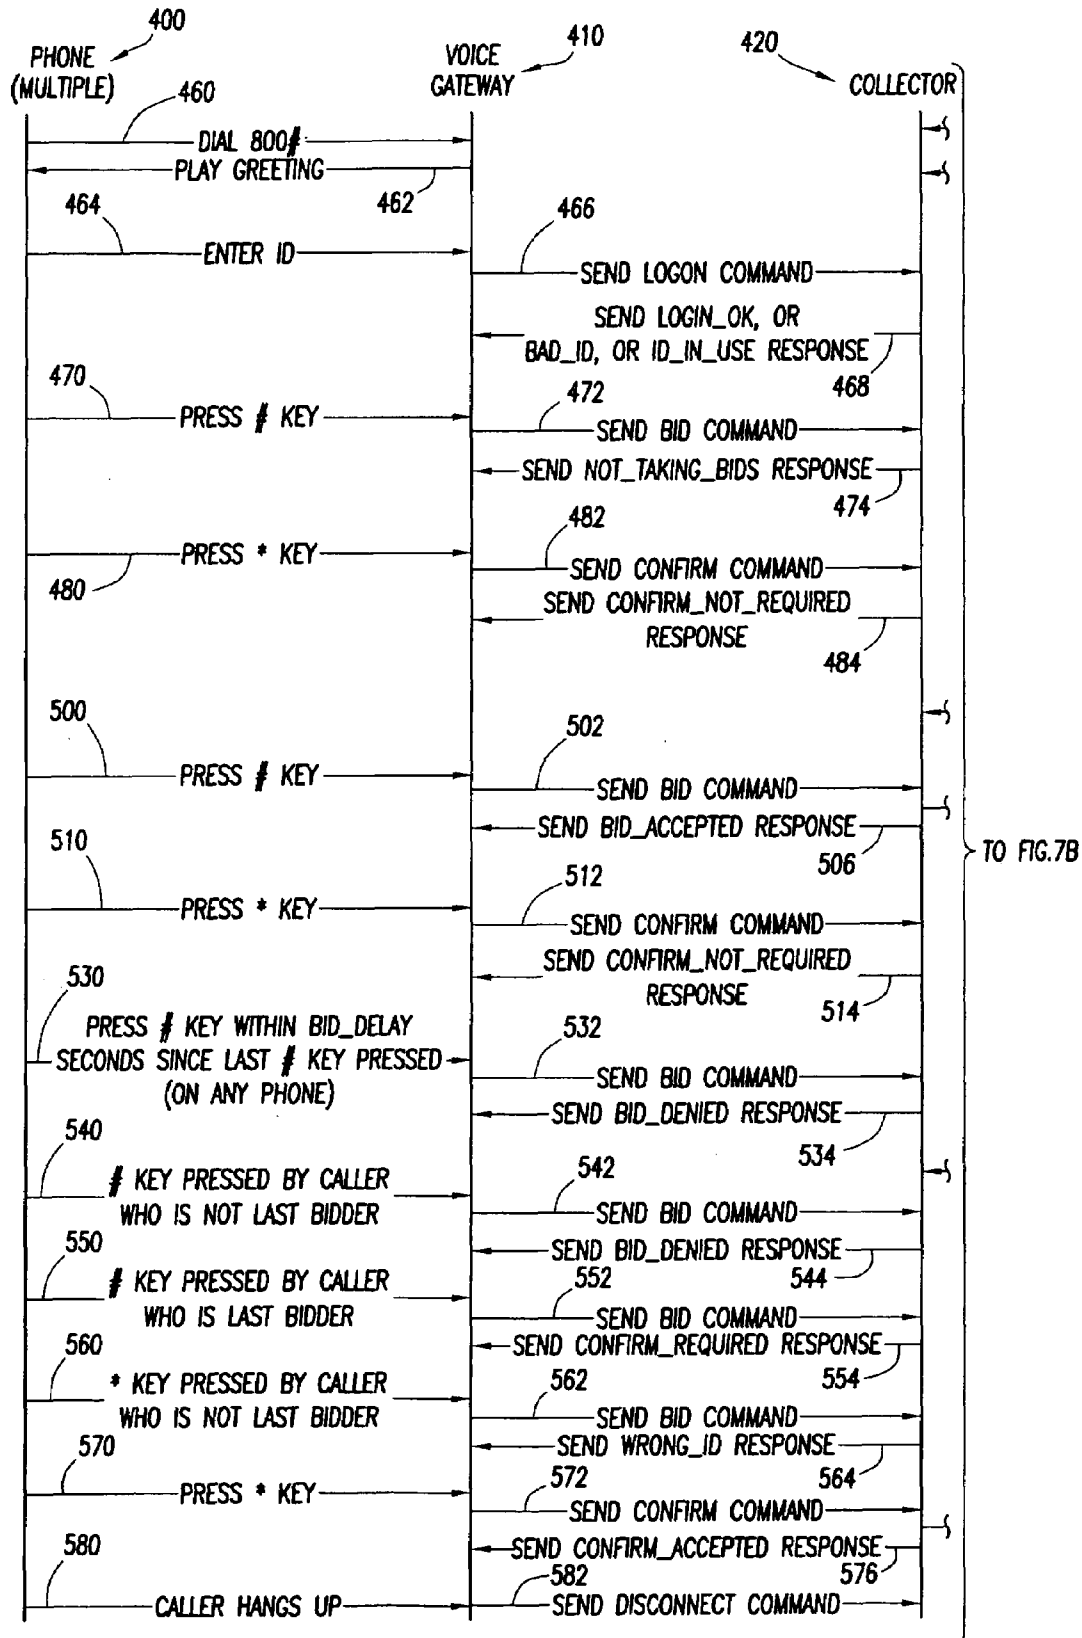 400
410
420
PHONE
(MULTIPLE)
VOICE
GATEWAY
COLLECTOR
460
DIAL 800#
PLAY GREETING
462
464
ENTER ID
466
SEND LOGON COMMAND
SEND LOGIN_OK, OR
BAD_ID, OR ID_IN_USE RESPONSE
468
470
PRESS # KEY
472
SEND BID COMMAND
SEND NOT_TAKING_BIDS RESPONSE
474
482
PRESS * KEY
480
SEND CONFIRM COMMAND
SEND CONFIRM_NOT_REQUIRED
RESPONSE
484
500
PRESS # KEY
502
SEND BID COMMAND
SEND BID_ACCEPTED RESPONSE
506
TO FIG.7B
510
PRESS * KEY
512
SEND CONFIRM COMMAND
SEND CONFIRM_NOT_REQUIRED
RESPONSE
514
530
PRESS # KEY WITHIN BID_DELAY
SECONDS SINCE LAST # KEY PRESSED
(ON ANY PHONE)
532
SEND BID COMMAND
SEND BID_DENIED RESPONSE
534
540
# KEY PRESSED BY CALLER
WHO IS NOT LAST BIDDER
542
SEND BID COMMAND
SEND BID_DENIED RESPONSE
544
550
# KEY PRESSED BY CALLER
WHO IS LAST BIDDER
552
SEND BID COMMAND
SEND CONFIRM_REQUIRED RESPONSE
554
560
* KEY PRESSED BY CALLER
WHO IS NOT LAST BIDDER
562
SEND BID COMMAND
SEND WRONG_ID RESPONSE
564
570
PRESS * KEY
572
SEND CONFIRM COMMAND
SEND CONFIRM_ACCEPTED RESPONSE
576
580
CALLER HANGS UP
582
SEND DISCONNECT COMMAND